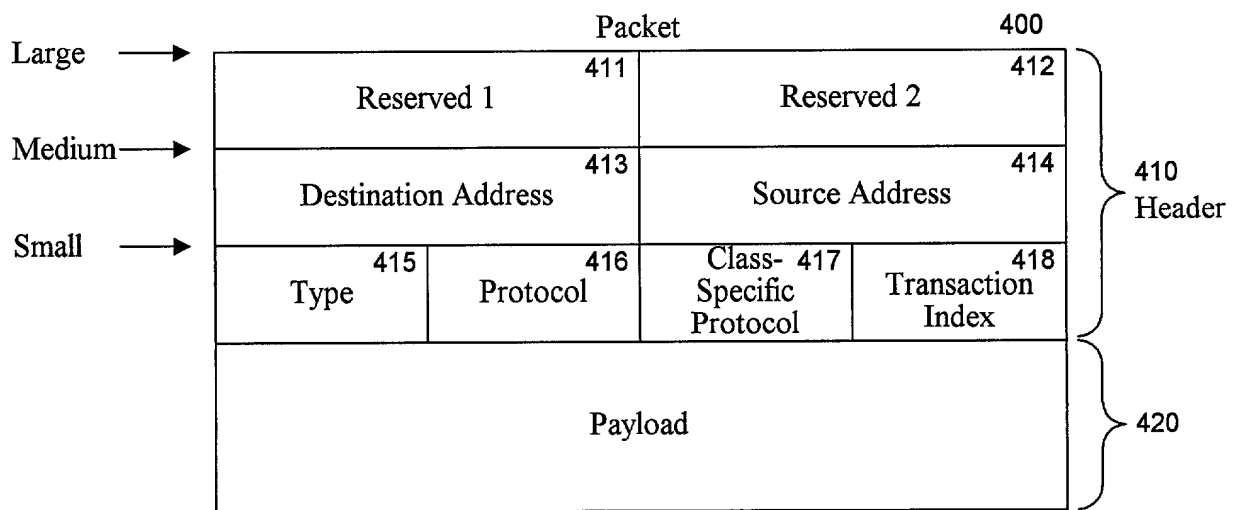 Packet 400
Large
411 412
Reserved 1 Reserved 2
Medium
413 414
Destination Address Source Address
410
Header
Small
415 416 Class- 417 418
Type Protocol Specific Transaction
Protocol Index
Payload 420